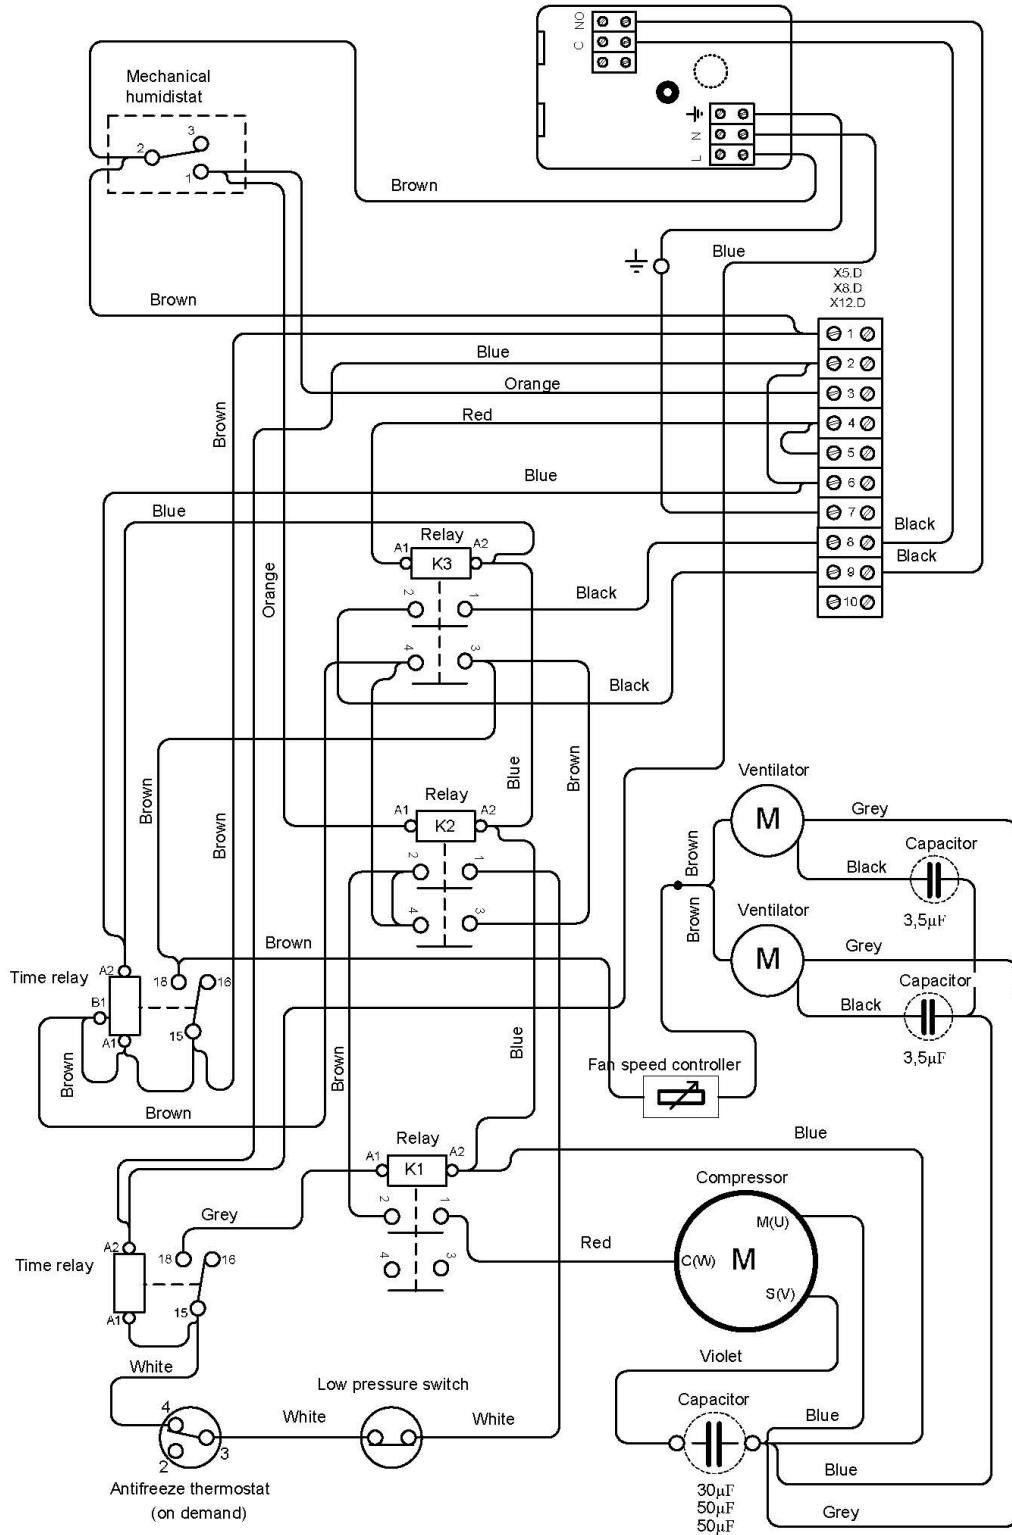 NO
C
Mechanical
humidistat
3
2
1
N
L
Brown
Blue
X5.D
X8.D
X12.D
Brown
1
Blue
2
Orange
3
Brown
Red
4
5
Blue
6
Blue
7
Black
Relay
8
A1
A2
Black
K3
9
Orange
2
1
Black
10
4
3
Black
Blue
Brown
Brown
Ventilator
Relay
A1
A2
M
Grey
K2
Brown
Brown
Capacitor
2
1
Black
3,5µF
Ventilator
4
3
Brown
Brown
M
Grey
Time relay
A2
18
16
Capacitor
B1
Black
15
A1
Blue
3,5µF
Brown
Brown
Fan speed controller
Brown
Relay
Blue
A1
A2
K1
Compressor
Grey
2
1
M(U)
Red
C(W)
M
A2
18
16
4
3
Time relay
S(V)
15
A1
White
Violet
Low pressure switch
Capacitor
4
White
White
Blue
3
2
Blue
Antifreeze thermostat
(on demand)
30µF
50µF
50µF
Grey